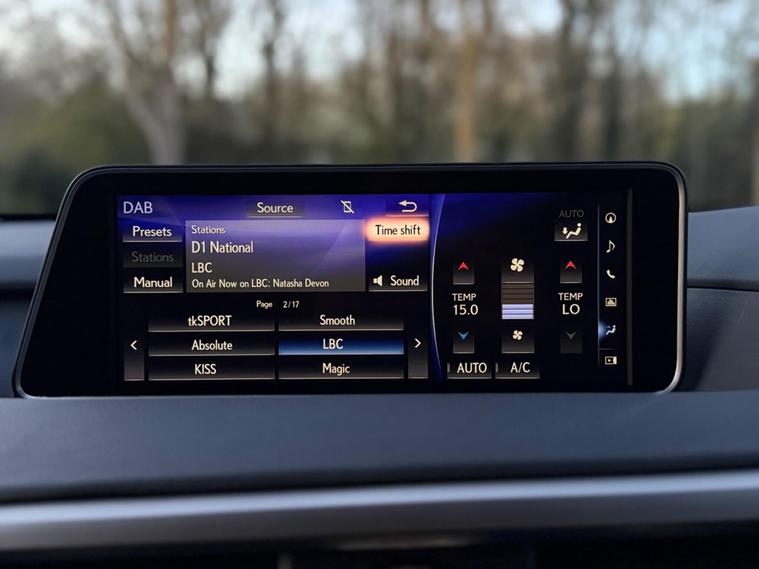 DAB
Source
Presets
Stations
Manual
Stations
D1 National
LBC
On Air Now on LBC: Natasha Devon
Time shift
Sound
Page 2/17
tkSPORT
Smooth
Absolute
LBC
KISS
Magic
AUTO
TEMP
15.0
TEMP
LO
AUTO
A/C